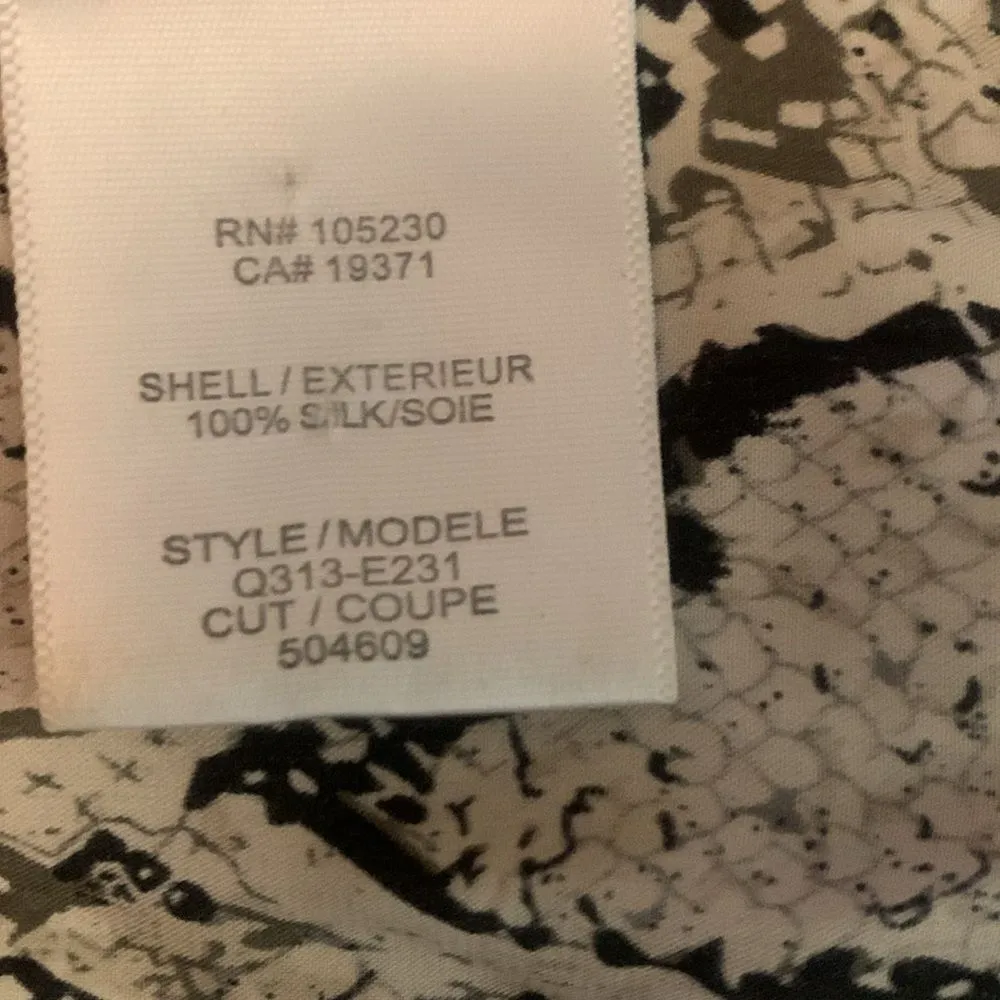 RN# 105230
CA# 19371
SHELL / EXTERIEUR
100% SILK/SOIE
STYLE / MODELE
Q313-E231
CUT / COUPE
504609